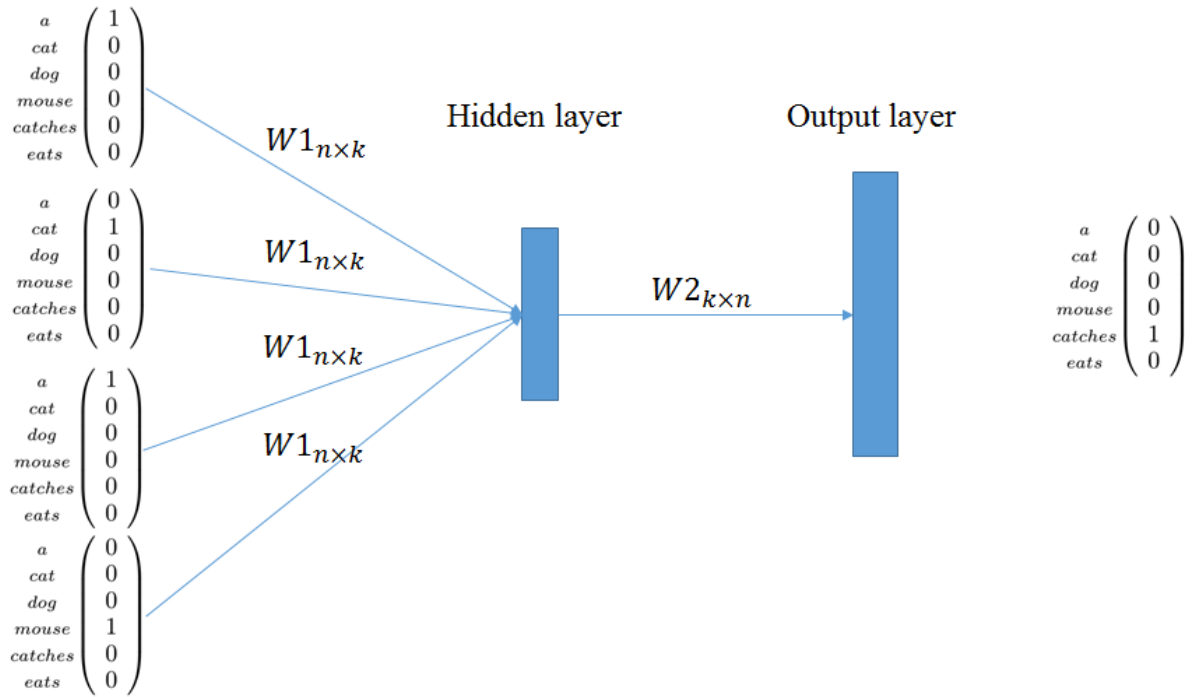 a 1
cat 0
dog 0
mouse 0
catches 0
eats 0
a 0
cat 1
dog 0
mouse 0
catches 0
eats 0
a 1
cat 0
dog 0
mouse 0
catches 0
eats 0
a 0
cat 0
dog 0
mouse 1
catches 0
eats 0
W1n×k
W1n×k
W1n×k
W1n×k
Hidden layer
W2k×n
Output layer
a 0
cat 0
dog 0
mouse 0
catches 1
eats 0